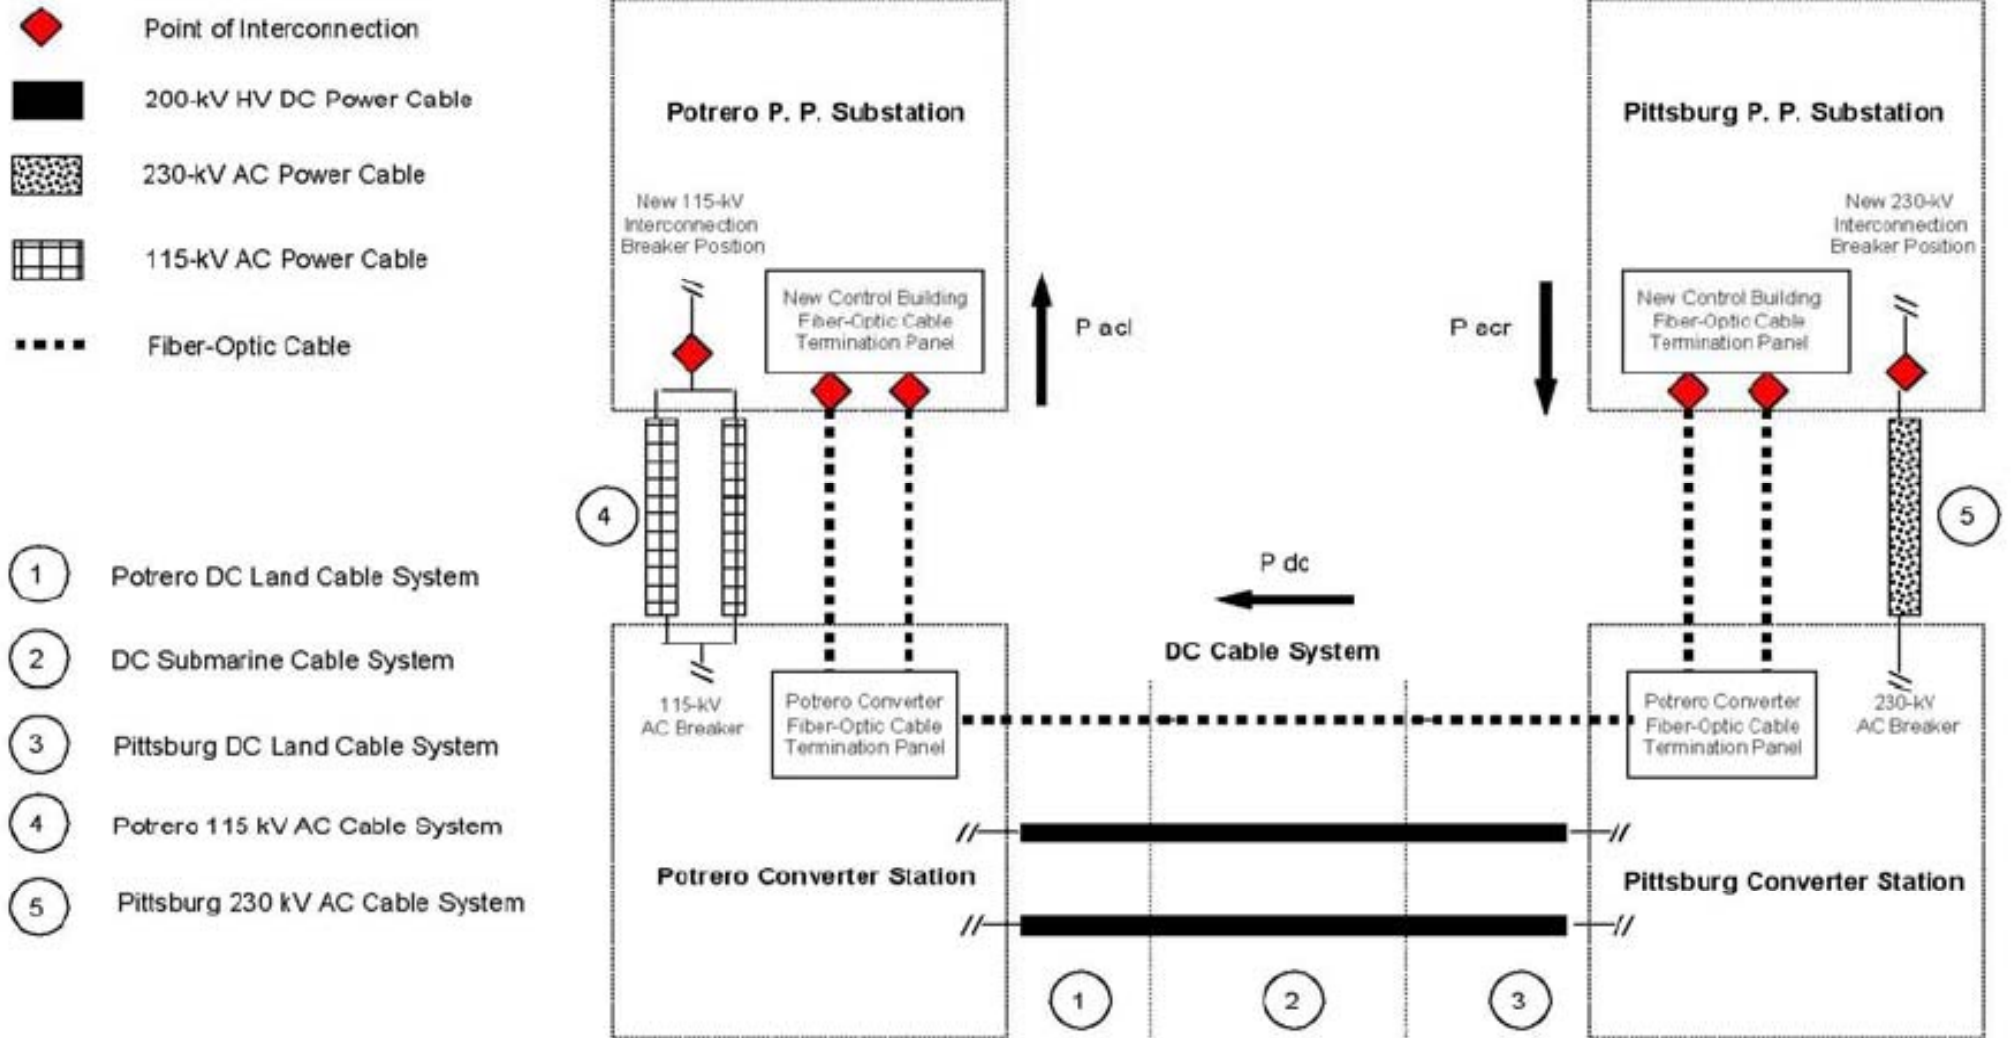 Point of Interconnection
200-kV HV DC Power Cable
230-kV AC Power Cable
115-kV AC Power Cable
Fiber-Optic Cable
1
Potrero DC Land Cable System
2
DC Submarine Cable System
3
Pittsburg DC Land Cable System
4
Potrero 115 kV AC Cable System
5
Pittsburg 230 kV AC Cable System
Potrero P. P. Substation
New 115-kV
Interconnection
Breaker Position
New Control Building
Fiber-Optic Cable
Termination Panel
P acl
P acr
Pittsburg P. P. Substation
New 230-kV
Interconnection
Breaker Position
New Control Building
Fiber-Optic Cable
Termination Panel
4
5
P dc
DC Cable System
115-kV
AC Breaker
Potrero Converter
Fiber-Optic Cable
Termination Panel
Potrero Converter
Fiber-Optic Cable
Termination Panel
230-kV
AC Breaker
Potrero Converter Station
Pittsburg Converter Station
1
2
3